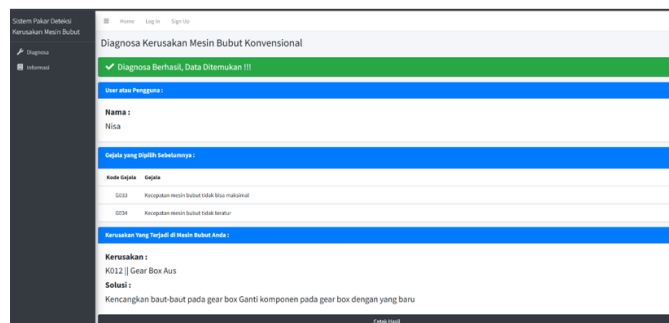 Sistem Pakar Deteksi
Kerusakan Mesin Bubut
Home Log In Sign Up
Diagnosa
Informasi
Diagnosa Kerusakan Mesin Bubut Konvensional
Diagnosa Berhasil, Data Ditemukan !!!
User atau Pengguna :
Nama :
Nisa
Gejala yang Dipilih Sebelumnya :
Kode Gejala Gejala
G033 Kecepatan mesin bubut tidak bisa maksimal
G034 Kecepatan mesin bubut tidak teratur
Kerusakan Yang Terjadi di Mesin Bubut Anda :
Kerusakan :
K012 || Gear Box Aus
Solusi :
Kencangkan baut-baut pada gear box Ganti komponen pada gear box dengan yang baru
Cetak Hasil